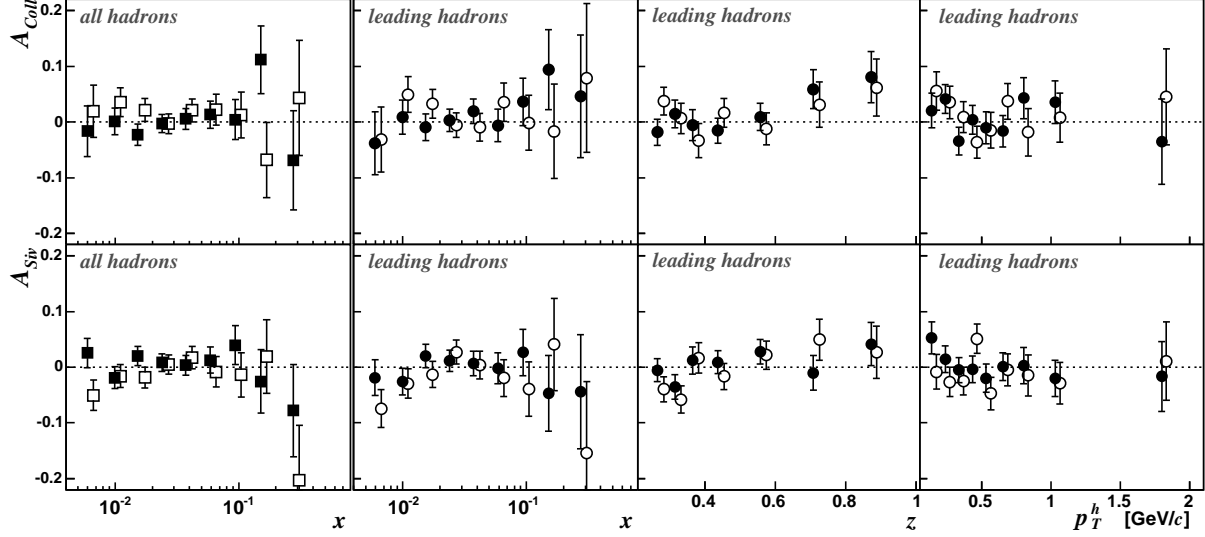 A_Coll
0.2
0.1
0
-0.1
-0.2
all hadrons
leading hadrons
leading hadrons
leading hadrons
A_Siv
0.2
0.1
0
-0.1
-0.2
all hadrons
leading hadrons
leading hadrons
leading hadrons
10⁻² 10⁻¹ 10⁻² 10⁻¹ 0.4 0.6 0.8 1 0.5 1 1.5 2
x x z p_T^h [GeV/c]